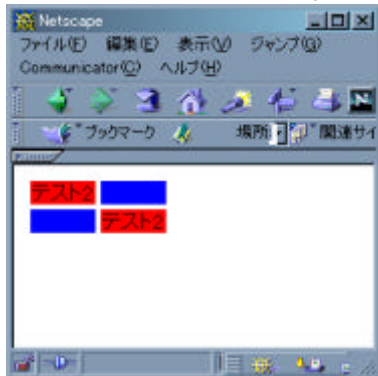 Netscape
ファイル(F) 編集(E) 表示(V) ジャンプ(G)
Communicator(C) ヘルプ(H)
ブックマーク 場所 関連サイ
テスト2
テスト2